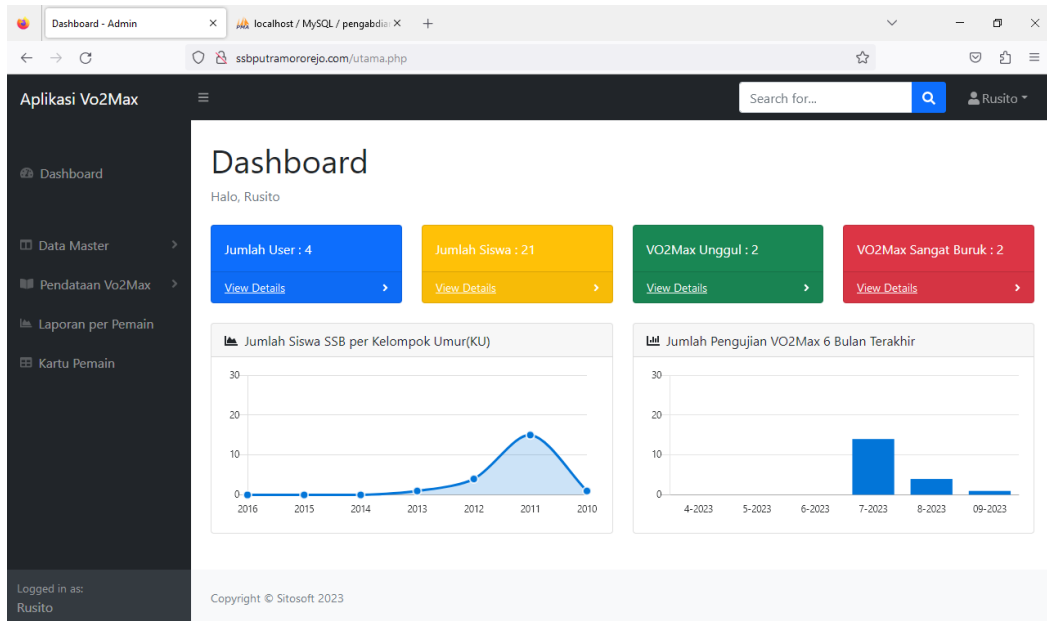 Dashboard - Admin
localhost / MySQL / pengabdian
ssbputramororejo.com/utama.php
Aplikasi Vo2Max
Search for...
Rusito
Dashboard
Data Master
Pendataan Vo2Max
Laporan per Pemain
Kartu Pemain
Logged in as:
Rusito
Dashboard
Halo, Rusito
Jumlah User : 4
View Details
Jumlah Siswa : 21
View Details
VO2Max Unggul : 2
View Details
VO2Max Sangat Buruk : 2
View Details
Jumlah Siswa SSB per Kelompok Umur(KU)
30
20
10
0
2016 2015 2014 2013 2012 2011 2010
Jumlah Pengujian VO2Max 6 Bulan Terakhir
30
20
10
0
4-2023 5-2023 6-2023 7-2023 8-2023 09-2023
Copyright © Sitosoft 2023